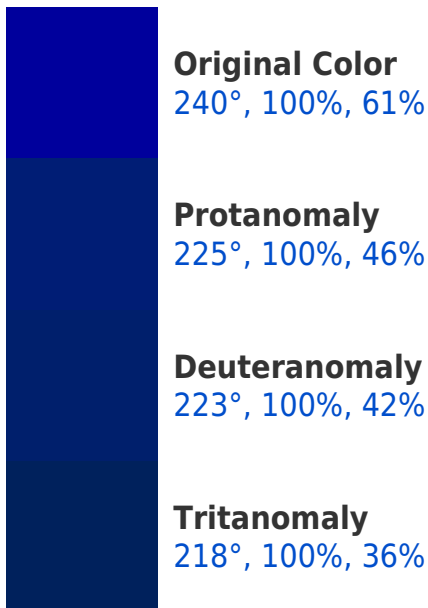 Original Color
240°, 100%, 61%
Protanomaly
225°, 100%, 46%
Deuteranomaly
223°, 100%, 42%
Tritanomaly
218°, 100%, 36%